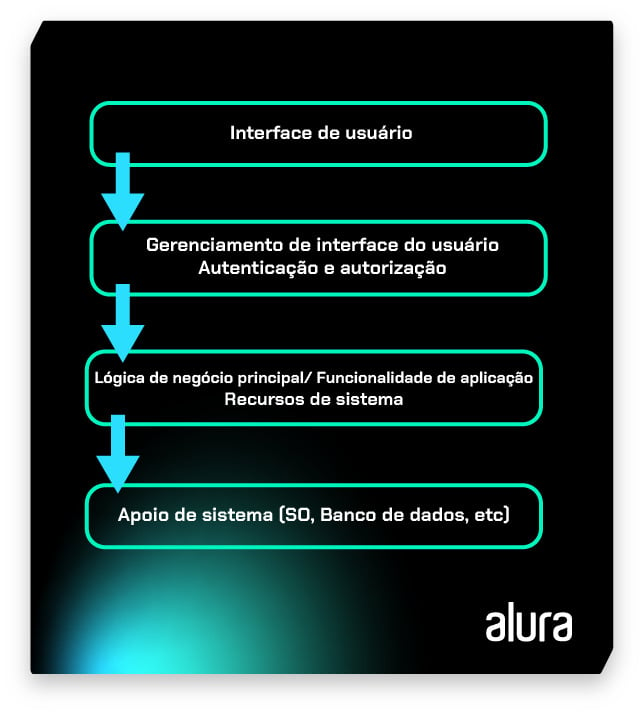 Interface de usuário
Gerenciamento de interface do usuário
Autenticação e autorização
Lógica de negócio principal/ Funcionalidade de aplicação
Recursos de sistema
Apoio de sistema (SO, Banco de dados, etc)
alura